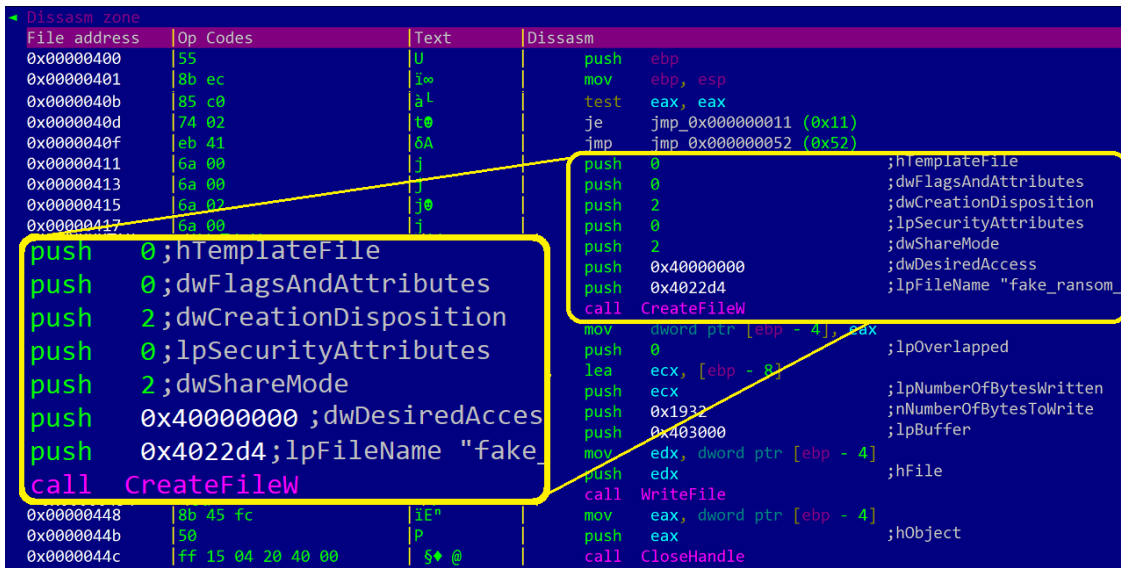 ◄ Dissasm zone
File address |Op Codes |Text |Dissasm
0x00000400 |55 |U | push ebp
0x00000401 |8b ec |ï∞ | mov ebp, esp
0x0000040b |85 c0 |à└ | test eax, eax
0x0000040d |74 02 |t☻ | je jmp_0x000000011 (0x11)
0x0000040f |eb 41 |δA | jmp jmp_0x000000052 (0x52)
0x00000411 |6a 00 |j | push 0 ;hTemplateFile
0x00000413 |6a 00 |j | push 0 ;dwFlagsAndAttributes
0x00000415 |6a 02 |j☻ | push 2 ;dwCreationDisposition
0x00000417 |6a 00 |j | push 0 ;lpSecurityAttributes
push 2 ;dwShareMode
push 0x40000000 ;dwDesiredAccess
push 0x4022d4 ;lpFileName "fake_ransom_
call CreateFileW
mov dword ptr [ebp - 4], eax
push 0 ;lpOverlapped
lea ecx, [ebp - 8]
push ecx ;lpNumberOfBytesWritten
push 0x1932 ;nNumberOfBytesToWrite
push 0x403000 ;lpBuffer
mov edx, dword ptr [ebp - 4]
push edx ;hFile
call WriteFile
push 0;hTemplateFile
push 0;dwFlagsAndAttributes
push 2;dwCreationDisposition
push 0;lpSecurityAttributes
push 2;dwShareMode
push 0x40000000 ;dwDesiredAcces
push 0x4022d4;lpFileName "fake_
call CreateFileW
0x00000448 |8b 45 fc |ïEⁿ | mov eax, dword ptr [ebp - 4]
0x0000044b |50 |P | push eax ;hObject
0x0000044c |ff 15 04 20 40 00 | §♦ @ | call CloseHandle